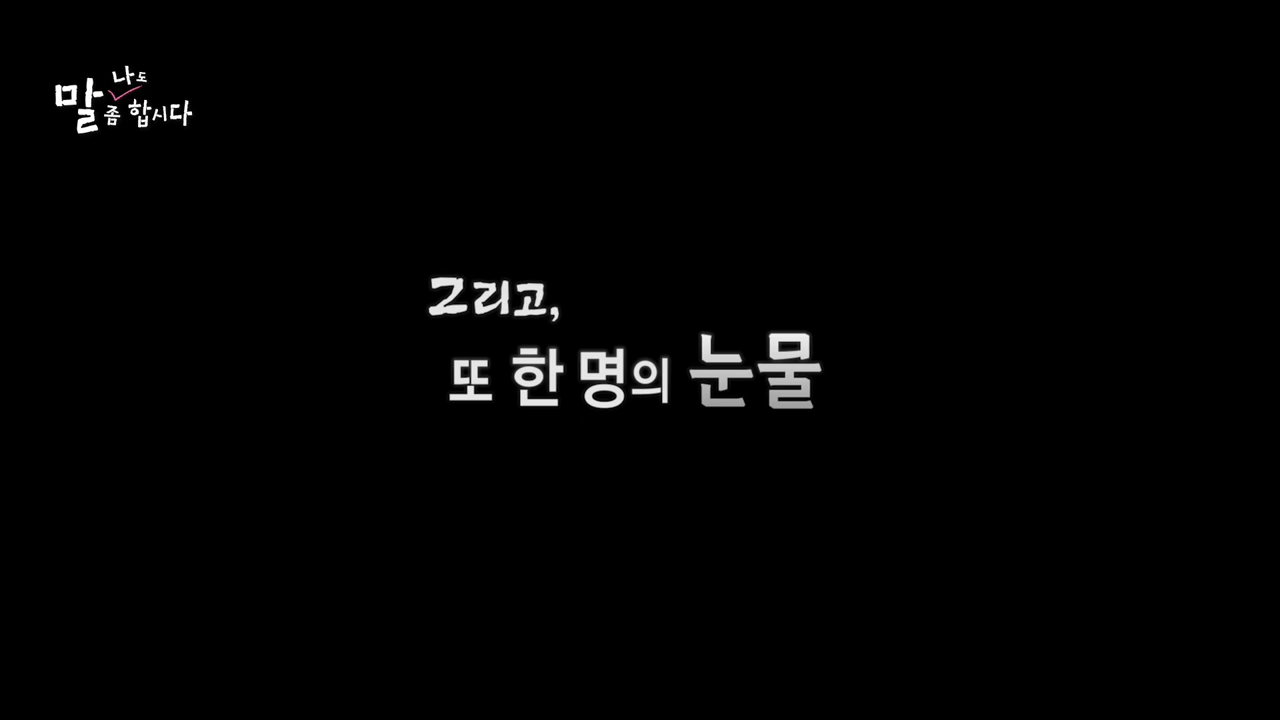 나도
말 좀 합시다
그리고,
또 한 명의 눈물